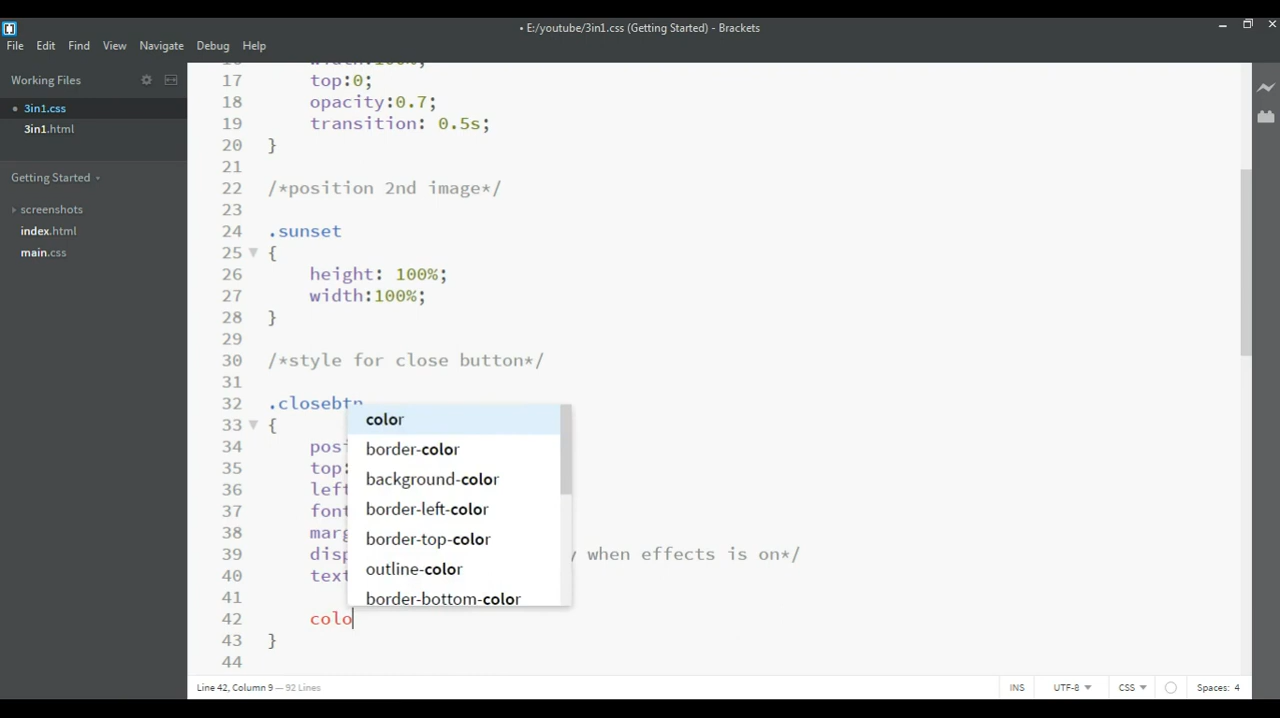 • E:/youtube/3in1.css (Getting Started) - Brackets
File Edit Find View Navigate Debug Help
Working Files
• 3in1.css
3in1.html
Getting Started
screenshots
index.html
main.css
16 width:100%;
17 top:0;
18 opacity:0.7;
19 transition: 0.5s;
20 }
21
22 /*position 2nd image*/
23
24 .sunset
25 {
26 height: 100%;
27 width:100%;
28 }
29
30 /*style for close button*/
31
32 .closebtn
33 {
34 posi
35 top:
36 left
37 font
38 marg
39 disp when effects is on*/
40 text
41
42 colo
43 }
44
color
border-color
background-color
border-left-color
border-top-color
outline-color
border-bottom-color
Line 42, Column 9 — 92 Lines
INS UTF-8 CSS Spaces: 4